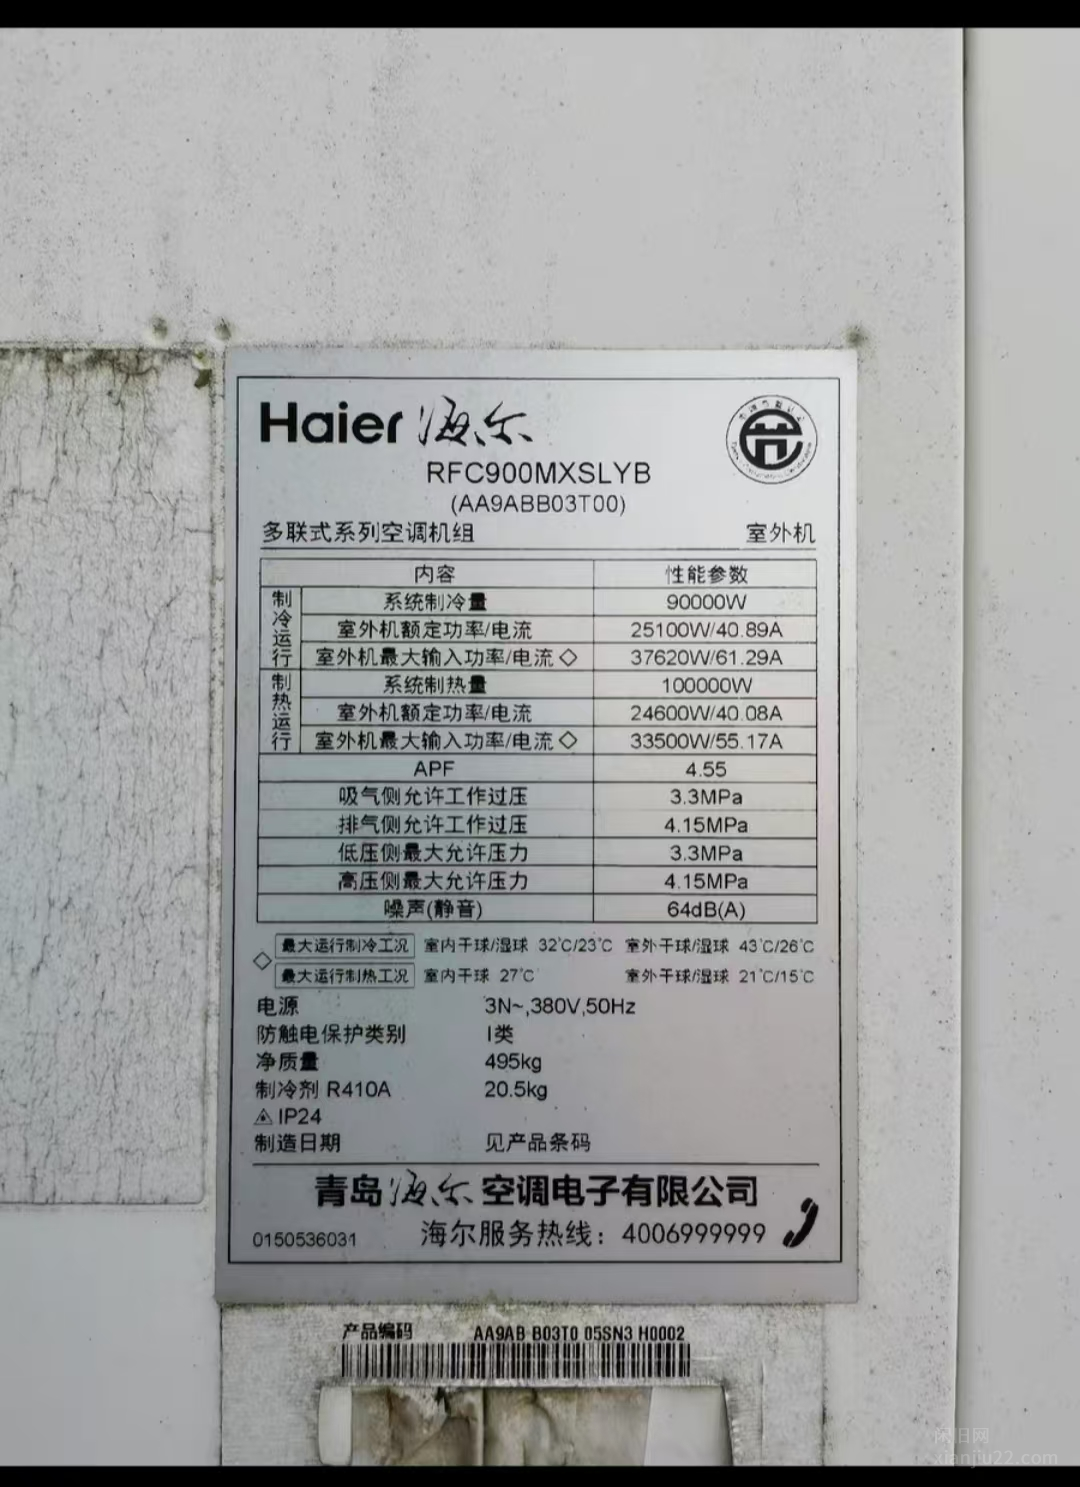 Haier 海尔
RFC900MXSLYB
(AA9ABB03T00)
多联式系列空调机组 室外机
内容 性能参数
制冷运行
系统制冷量 90000W
室外机额定功率/电流 25100W/40.89A
室外机最大输入功率/电流◇ 37620W/61.29A
制热运行
系统制热量 100000W
室外机额定功率/电流 24600W/40.08A
室外机最大输入功率/电流◇ 33500W/55.17A
APF 4.55
吸气侧允许工作过压 3.3MPa
排气侧允许工作过压 4.15MPa
低压侧最大允许压力 3.3MPa
高压侧最大允许压力 4.15MPa
噪声(静音) 64dB(A)
◇ 最大运行制冷工况 室内干球/湿球 32℃/23℃ 室外干球/湿球 43℃/26℃
最大运行制热工况 室内干球 27℃ 室外干球/湿球 21℃/15℃
电源 3N~,380V,50Hz
防触电保护类别 I类
净质量 495kg
制冷剂 R410A 20.5kg
IP24
制造日期 见产品条码
青岛海尔空调电子有限公司
0150536031 海尔服务热线：4006999999
产品编码 AA9AB B03T0 05SN3 H0002
闲旧网
xianjiu22.com